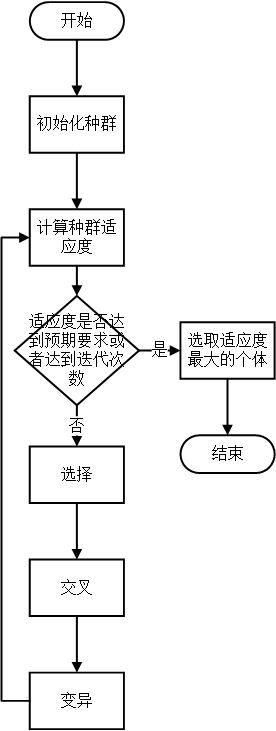 开始
初始化种群
计算种群适
应度
适应度是否达
到预期要求或
者达到迭代次
数
是
选取适应度
最大的个体
否
结束
选择
交叉
变异